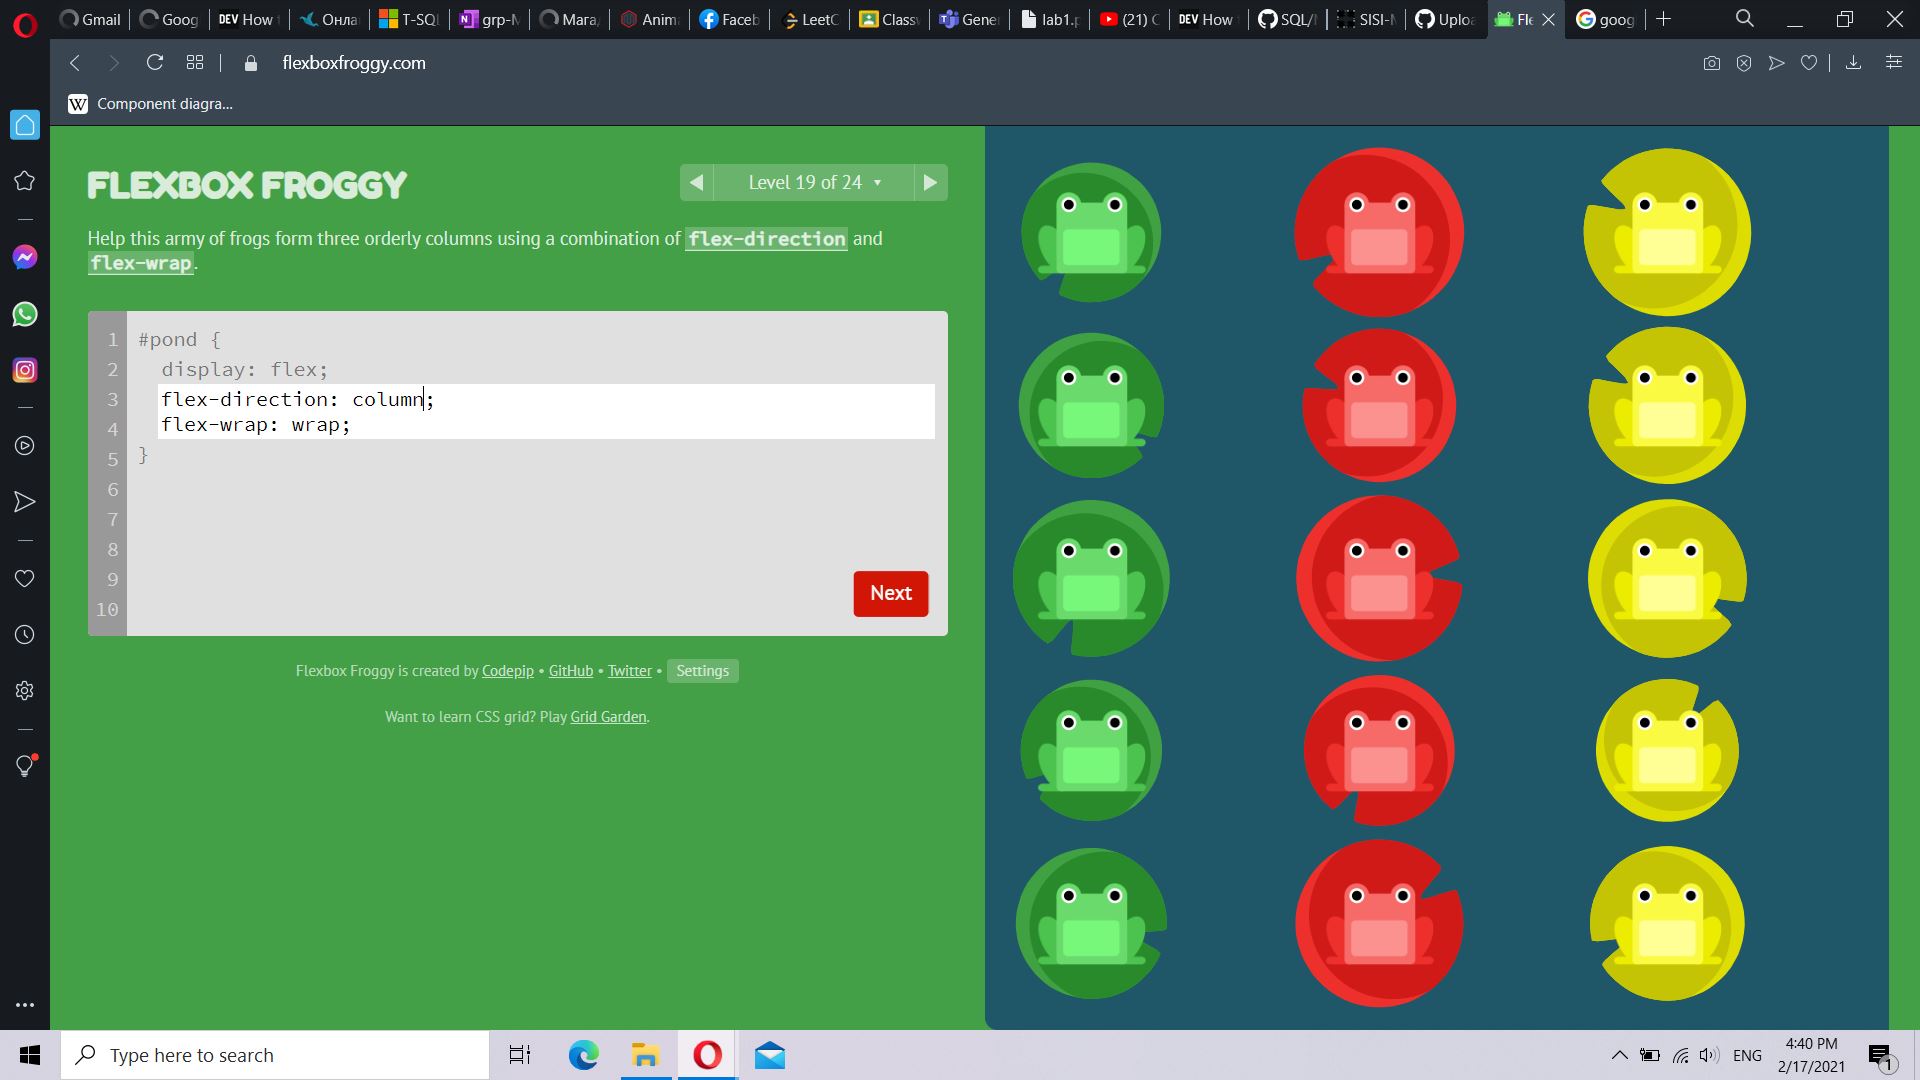 Gmail
Goog
DEV How
Онла
T-SQL
N grp-M
Mara
Anim
Faceb
LeetC
Class
Gene
lab1.p
(21) C
DEV How
SQL/
SISI-
Uplo
Fle
G goog
flexboxfroggy.com
W Component diagra...
FLEXBOX FROGGY
Level 19 of 24
Help this army of frogs form three orderly columns using a combination of flex-direction and
flex-wrap.
1 #pond {
2 display: flex;
3 flex-direction: column;
4 flex-wrap: wrap;
5 }
6
7
8
9
10
Next
Flexbox Froggy is created by Codepip • GitHub • Twitter • Settings
Want to learn CSS grid? Play Grid Garden.
Type here to search
ENG
4:40 PM
2/17/2021
1